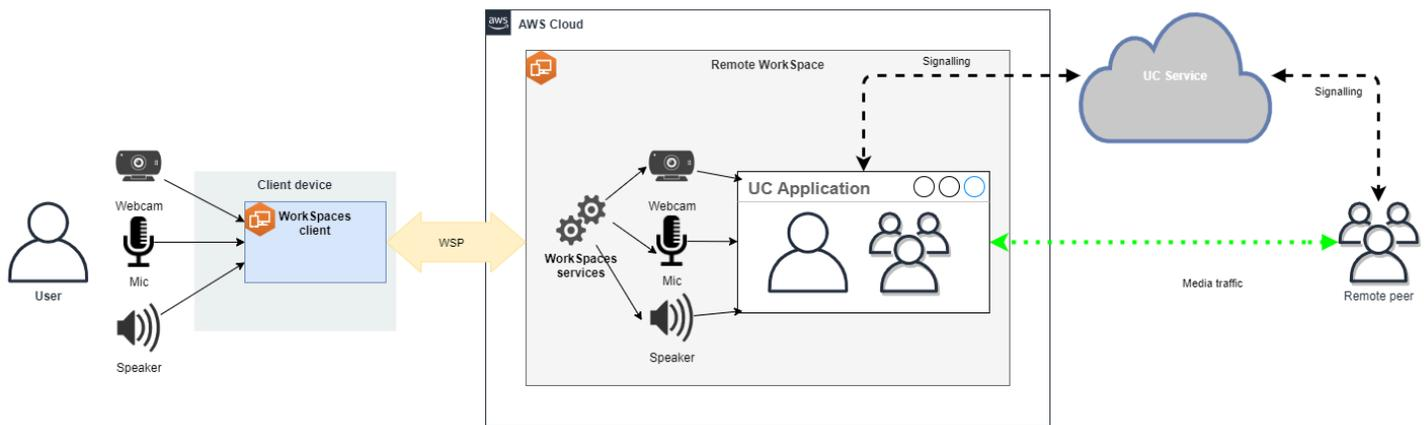 aws
AWS Cloud
Remote WorkSpace
Signalling
UC Service
Signalling
Client device
UC Application
WorkSpaces
client
Webcam
Webcam
User
WSP
WorkSpaces
services
Mic
Mic
Media traffic
Remote peer
Speaker
Speaker